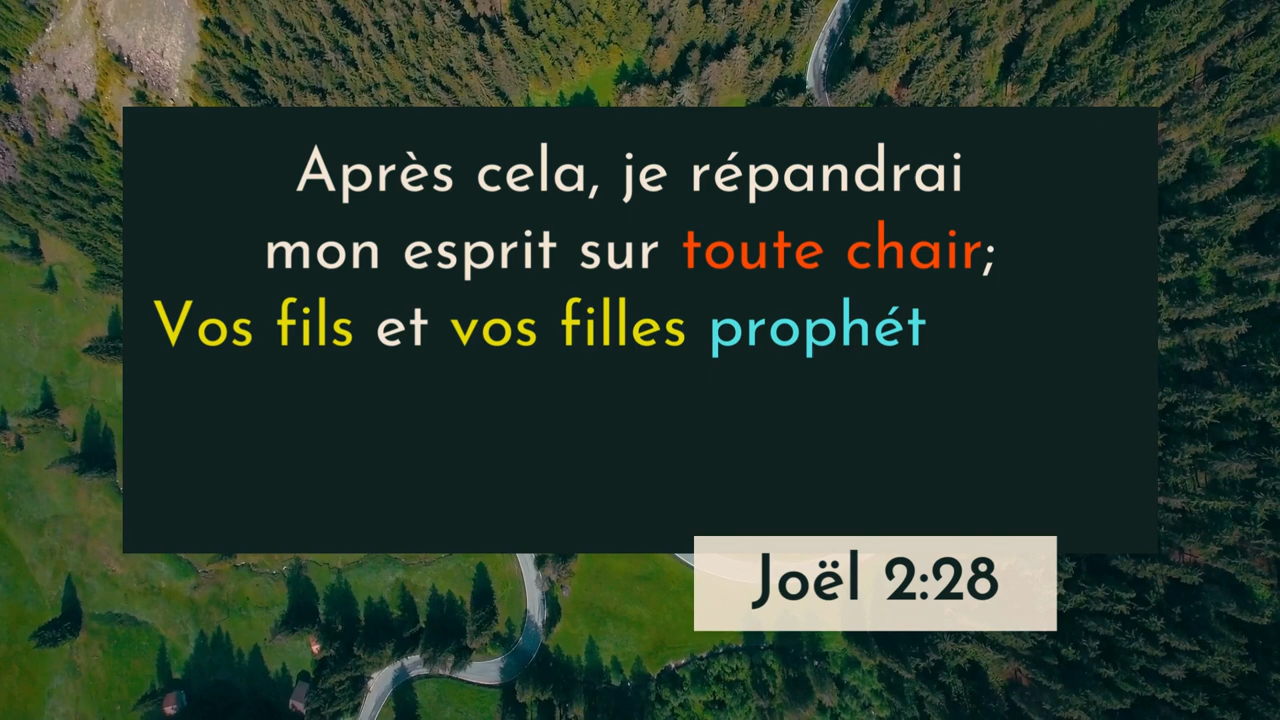 Après cela, je répandrai
mon esprit sur toute chair;
Vos fils et vos filles prophét
Joël 2:28